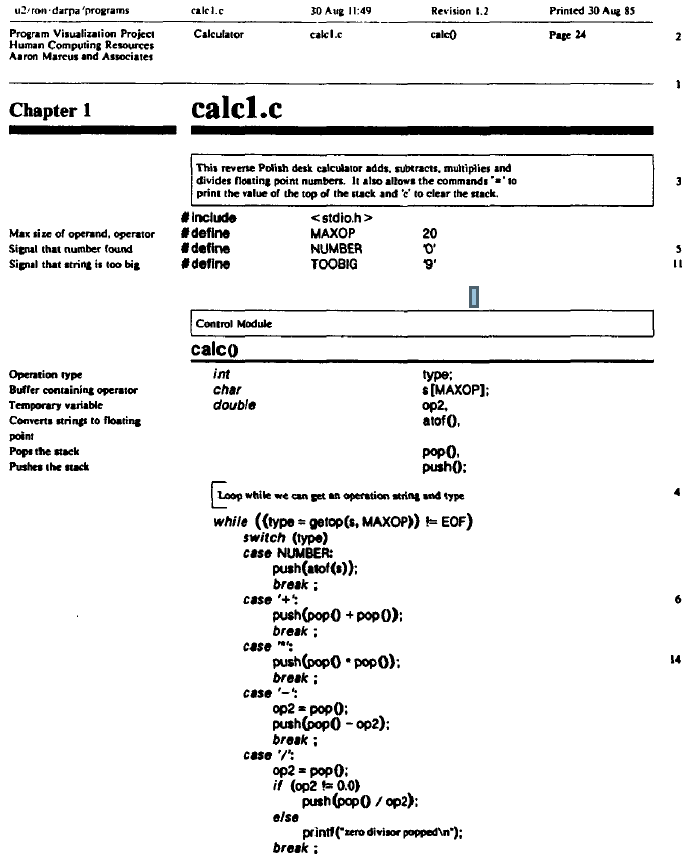 u2/ron-darpa/programs calc1.c 30 Aug 11:49 Revision 1.2 Printed 30 Aug 85
Program Visualization Project Calculator calc1.c calc() Page 24 2
Human Computing Resources
Aaron Marcus and Associates
1
Chapter 1 calc1.c
This reverse Polish desk calculator adds, subtracts, multiplies and
divides floating point numbers. It also allows the commands '=' to 3
print the value of the top of the stack and 'c' to clear the stack.
#include <stdio.h>
Max size of operand, operator #define MAXOP 20
Signal that number found #define NUMBER '0' 5
Signal that string is too big #define TOOBIG '9' 11
Control Module
calc()
Operation type int type;
Buffer containing operator char s[MAXOP];
Temporary variable double op2,
Converts strings to floating atof(),
point
Pops the stack pop(),
Pushes the stack push();
Loop while we can get an operation string and type 4
while ((type = getop(s, MAXOP)) != EOF)
switch (type)
case NUMBER:
push(atof(s));
break ;
case '+': 6
push(pop() + pop());
break ;
case '*':
push(pop() * pop()); 14
break ;
case '-':
op2 = pop();
push(pop() - op2);
break ;
case '/':
op2 = pop();
if (op2 != 0.0)
push(pop() / op2);
else
printf("zero divisor popped\n");
break ;